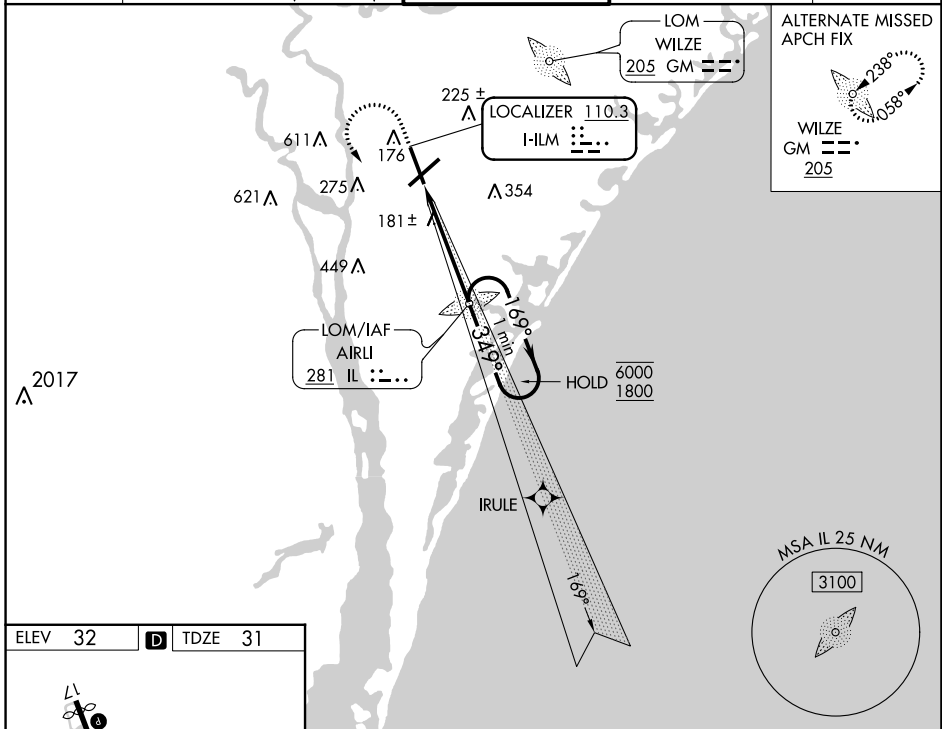 LOM
WILZE
205 GM
ALTERNATE MISSED
APCH FIX
238°
058°
WILZE
GM
205
LOCALIZER 110.3
I-ILM
225 ±
611
176
621
275
354
181 ±
449
LOM/IAF
AIRLI
281 IL
169°
1 min
349°
HOLD 6000
1800
2017
IRULE
169°
MSA IL 25 NM
3100
ELEV 32 D TDZE 31
17
P